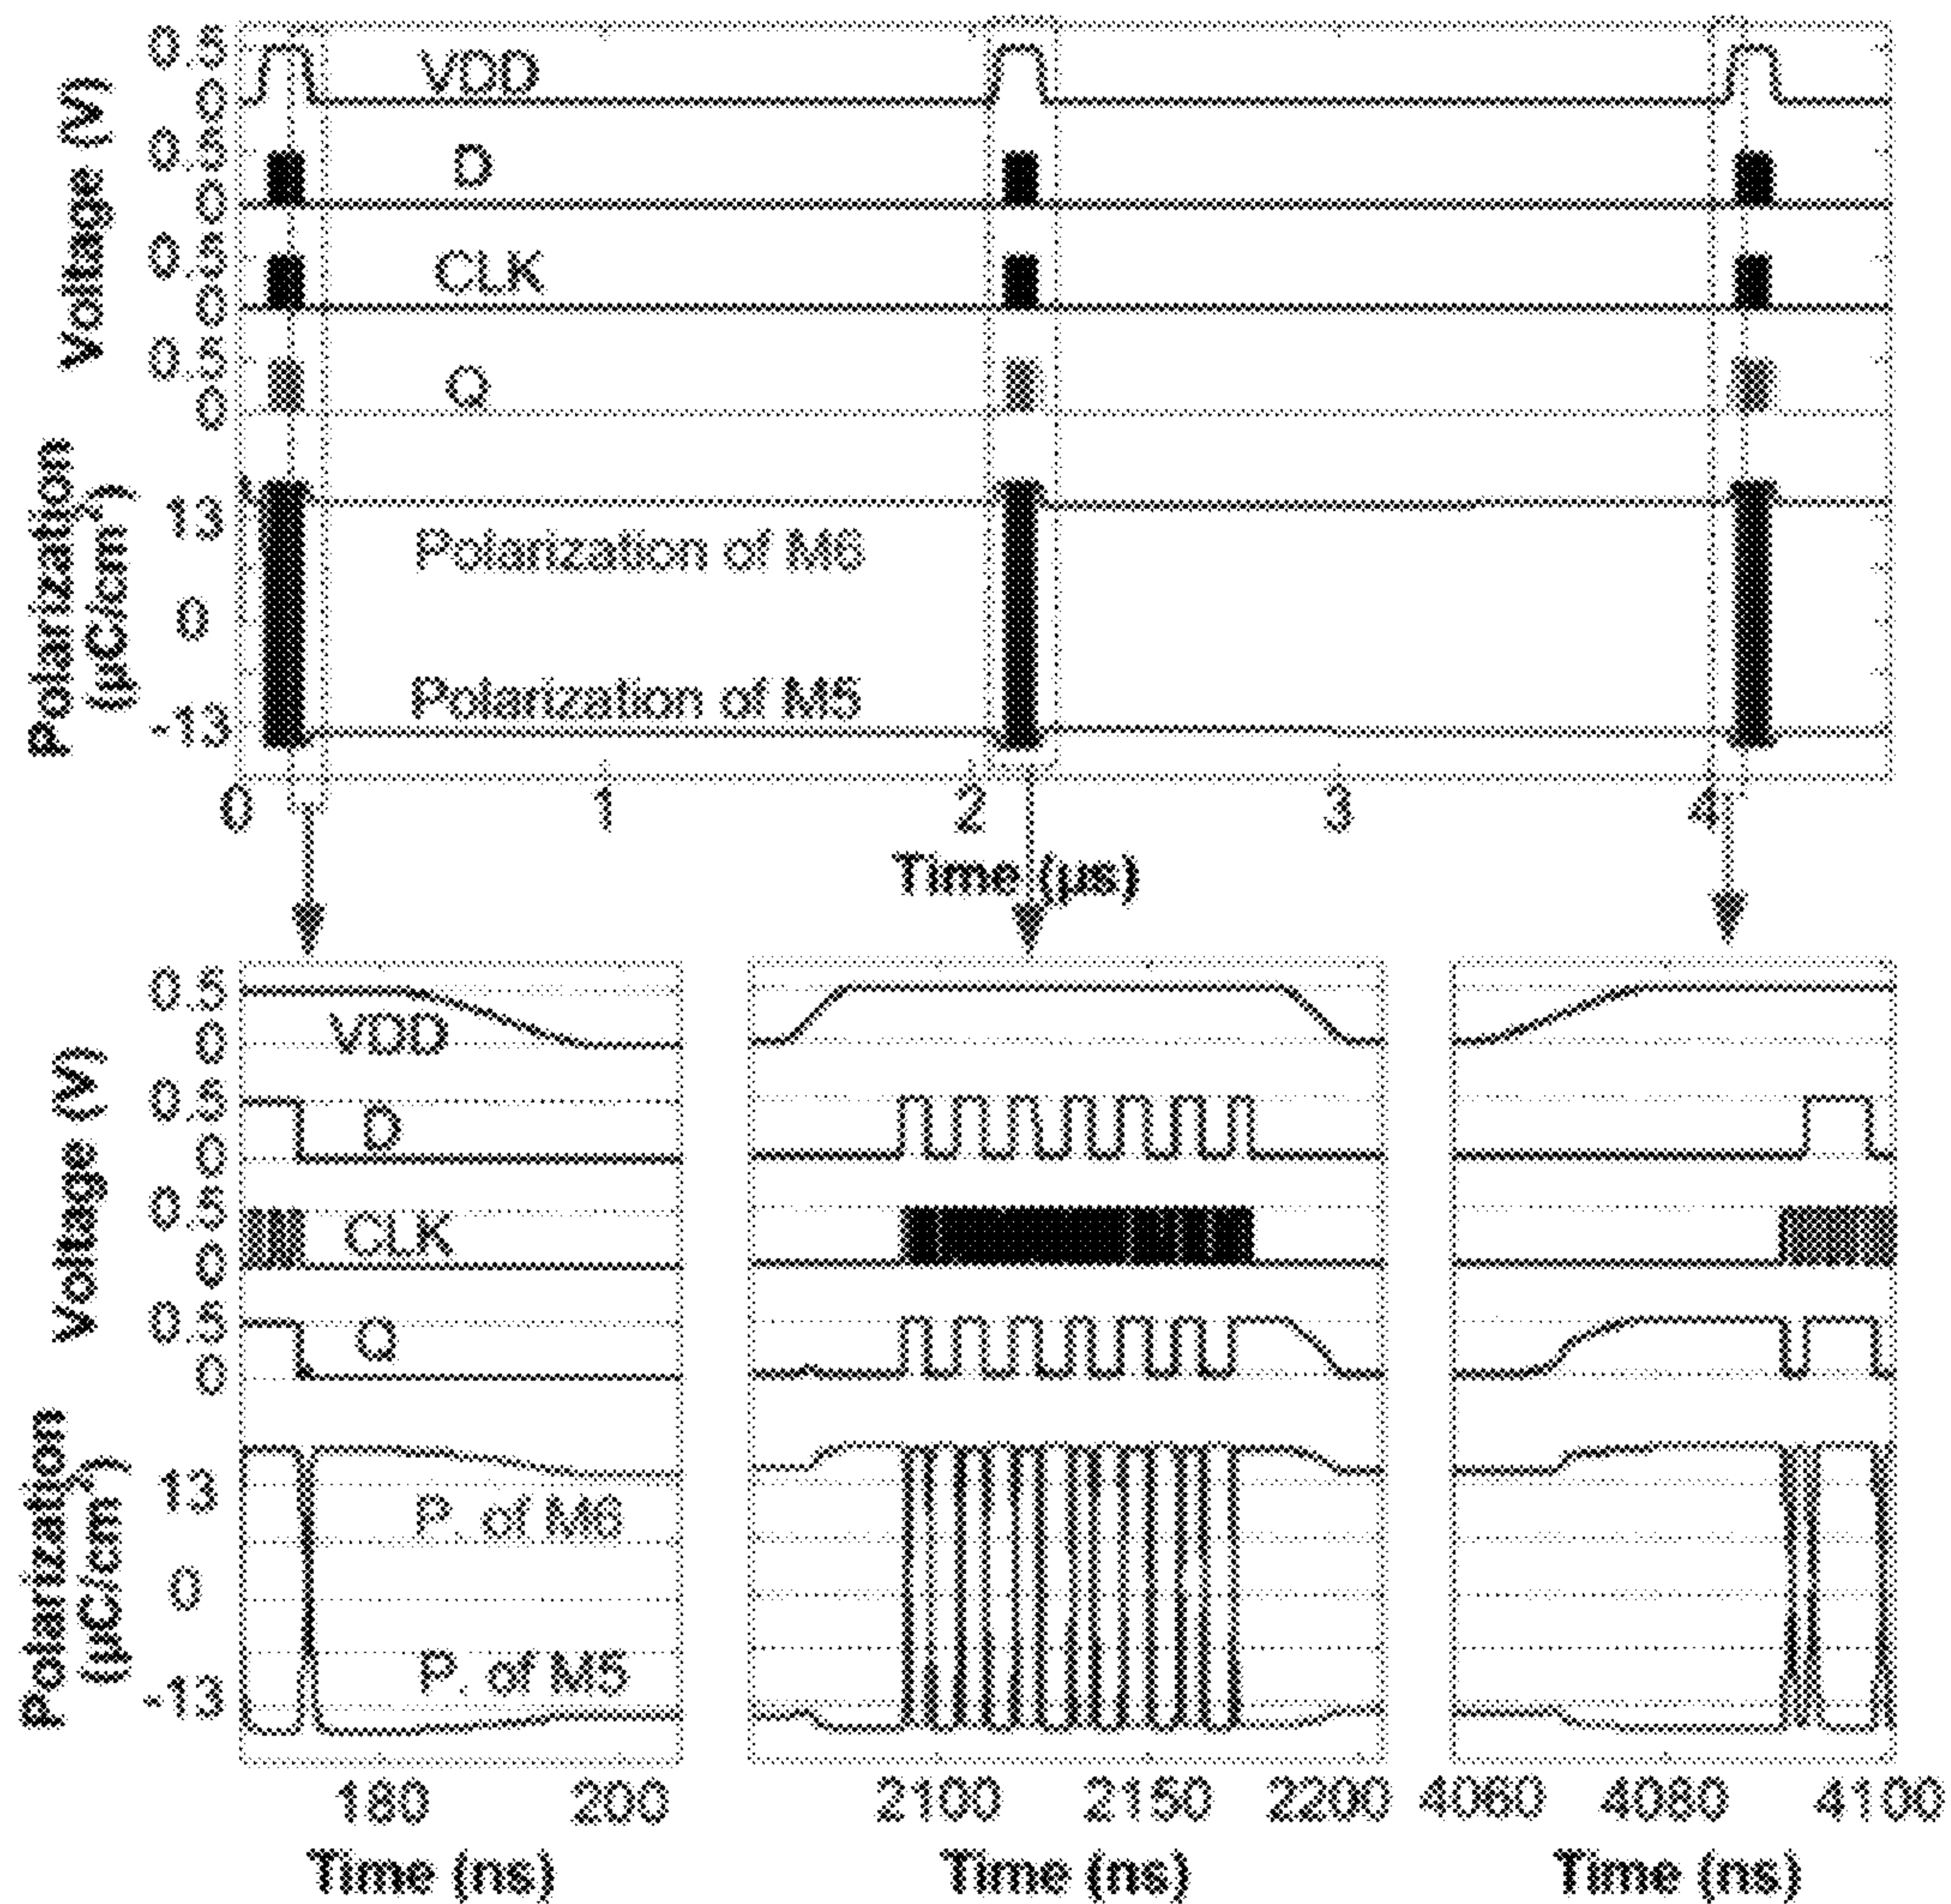 Voltage (V)
0.5
0
VDD
0.5
0
D
0.5
0
CLK
0.5
0
Q
Polarization
(μC/cm²)
13
0
-13
Polarization of M6
Polarization of M5
0 1 2 3 4
Time (μs)
Voltage (V)
0.5
0
VDD
0.5
0
D
0.5
0
CLK
0.5
0
Q
Polarization
(μC/cm²)
13
0
-13
P. of M6
P. of M5
180 200
2100 2150 2200
4060 4080 4100
Time (ns) Time (ns) Time (ns)